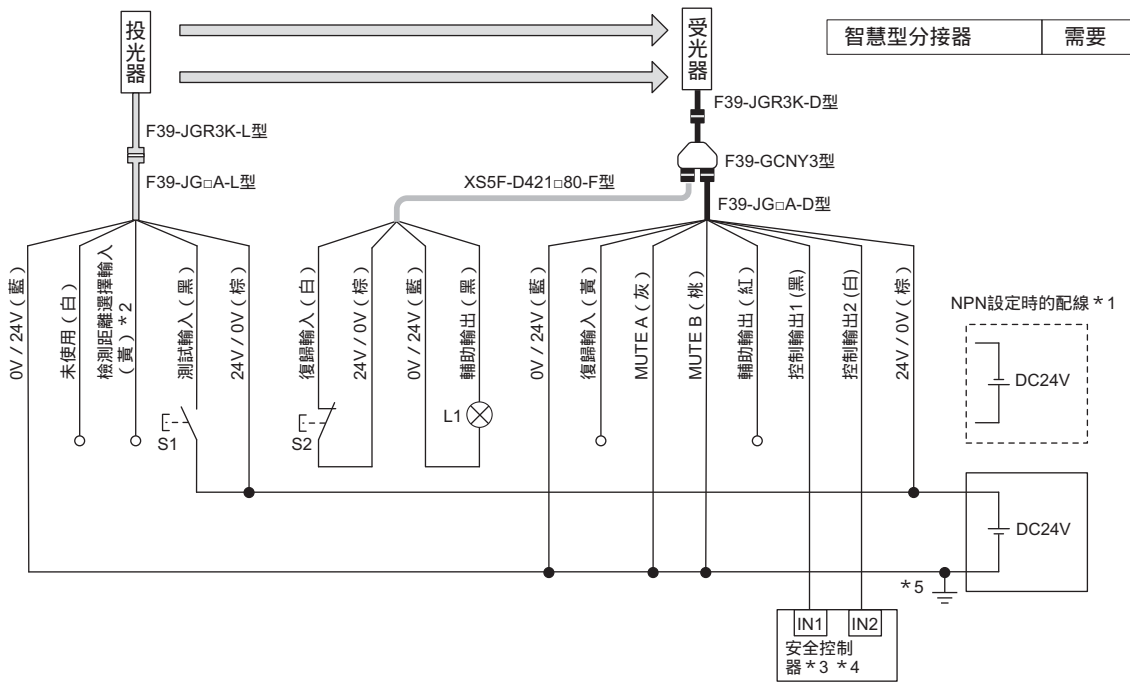 投光器
受光器
智慧型分接器 需要
F39-JGR3K-L型
F39-JGR3K-D型
F39-GCNY3型
F39-JG□A-L型
XS5F-D421□80-F型
F39-JG□A-D型
0V / 24V（藍）
未使用（白）
檢測距離選擇輸入
（黃）*2
測試輸入（黑）
24V / 0V（棕）
復歸輸入（白）
24V / 0V（棕）
0V / 24V（藍）
輔助輸出（黑）
0V / 24V（藍）
復歸輸入（黃）
MUTE A（灰）
MUTE B（桃）
輔助輸出（紅）
控制輸出1 (黑)
控制輸出2 (白)
24V / 0V（棕）
NPN設定時的配線*1
DC24V
S1
S2
L1
DC24V
*5
IN1 IN2
安全控制
器*3 *4